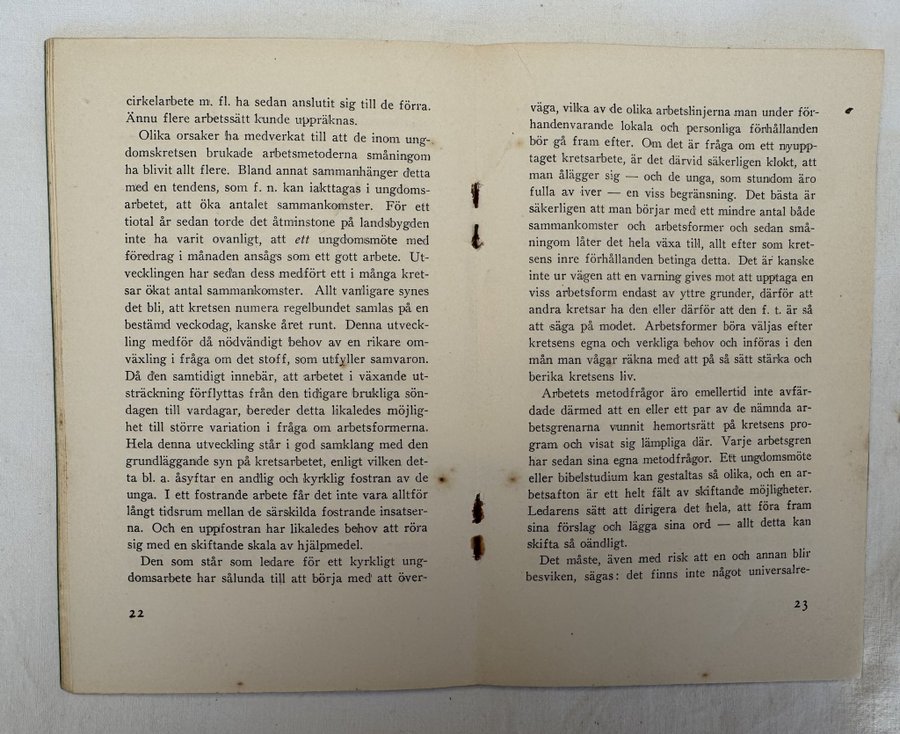 cirkelarbete m. fl. ha sedan anslutit sig till de förra.
Ännu flere arbetssätt kunde uppräknas.
Olika orsaker ha medverkat till att de inom ung-
domskretsen brukade arbetsmetoderna småningom
ha blivit allt flere. Bland annat sammanhänger detta
med en tendens, som f. n. kan iakttagas i ungdoms-
arbetet, att öka antalet sammankomster. För ett
tiotal år sedan torde det åtminstone på landsbygden
inte ha varit ovanligt, att ett ungdomsmöte med
föredrag i månaden ansågs som ett gott arbete. Ut-
vecklingen har sedan dess medfört ett i många kret-
sar ökat antal sammankomster. Allt vanligare synes
det bli, att kretsen numera regelbundet samlas på en
bestämd veckodag, kanske året runt. Denna utveck-
ling medför då nödvändigt behov av en rikare om-
växling i fråga om det stoff, som utfyller samvaron.
Då den samtidigt innebär, att arbetet i växande ut-
sträckning förflyttas från den tidigare brukliga sön-
dagen till vardagar, bereder detta likaledes möjlig-
het till större variation i fråga om arbetsformerna.
Hela denna utveckling står i god samklang med den
grundläggande syn på kretsarbetet, enligt vilken det-
ta bl. a. åsyftar en andlig och kyrklig fostran av de
unga. I ett fostrande arbete får det inte vara alltför
långt tidsrum mellan de särskilda fostrande insatser-
na. Och en uppfostran har likaledes behov att röra
sig med en skiftande skala av hjälpmedel.
Den som står som ledare för ett kyrkligt ung-
domsarbete har sålunda till att börja med att över-
22
väga, vilka av de olika arbetslinjerna man under för-
handenvarande lokala och personliga förhållanden
bör gå fram efter. Om det är fråga om ett nyupp-
taget kretsarbete, är det därvid säkerligen klokt, att
man ålägger sig — och de unga, som stundom äro
fulla av iver — en viss begränsning. Det bästa är
säkerligen att man börjar med ett mindre antal både
sammankomster och arbetsformer och sedan små-
ningom låter det hela växa till, allt efter som kret-
sens inre förhållanden betinga detta. Det är kanske
inte ur vägen att en varning gives mot att upptaga en
viss arbetsform endast av yttre grunder, därför att
andra kretsar ha den eller därför att den f. t. är så
att säga på modet. Arbetsformer böra väljas efter
kretsens egna och verkliga behov och införas i den
mån man vågar räkna med att på så sätt stärka och
berika kretsens liv.
Arbetets metodfrågor äro emellertid inte avfär-
dade därmed att en eller ett par av de nämnda ar-
betsgrenarna vunnit hemortsrätt på kretsens pro-
gram och visat sig lämpliga där. Varje arbetsgren
har sedan sina egna metodfrågor. Ett ungdomsmöte
eller bibelstudium kan gestaltas så olika, och en ar-
betsafton är ett helt fält av skiftande möjligheter.
Ledarens sätt att dirigera det hela, att föra fram
sina förslag och lägga sina ord — allt detta kan
skifta så oändligt.
Det måste, även med risk att en och annan blir
besviken, sägas: det finns inte något universalre-
23